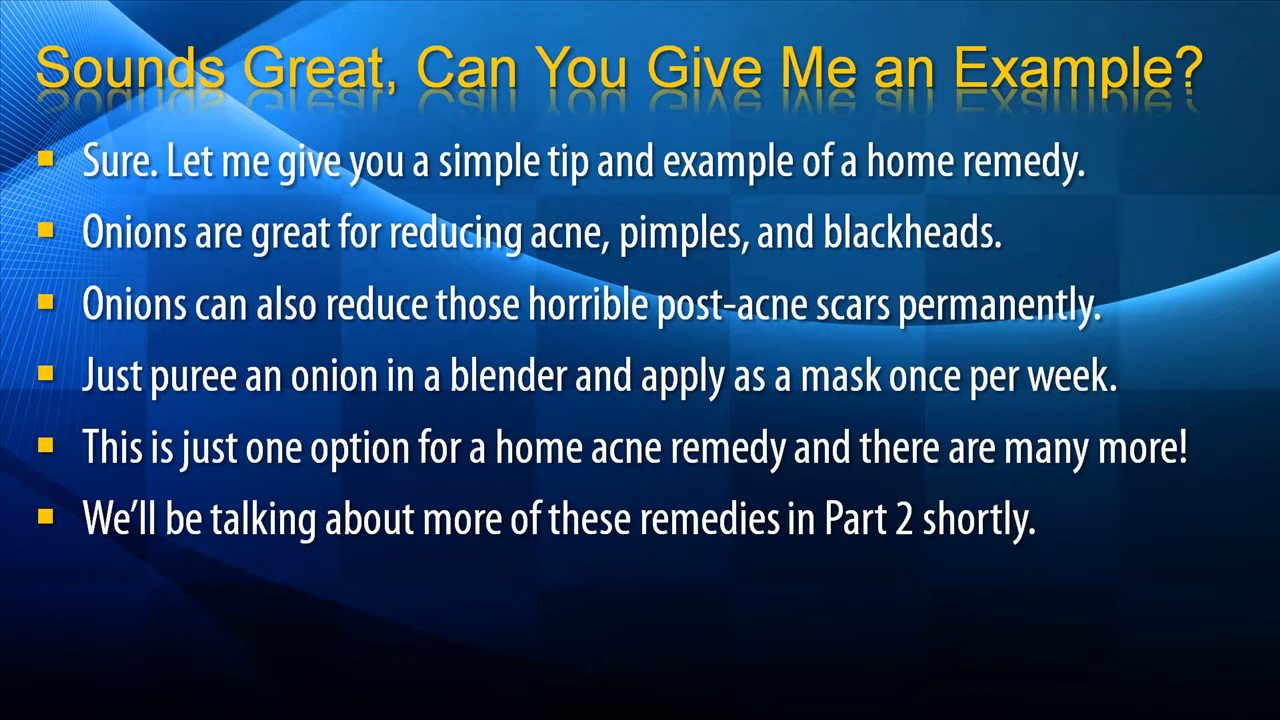 Sounds Great, Can You Give Me an Example?
Sure. Let me give you a simple tip and example of a home remedy.
Onions are great for reducing acne, pimples, and blackheads.
Onions can also reduce those horrible post-acne scars permanently.
Just puree an onion in a blender and apply as a mask once per week.
This is just one option for a home acne remedy and there are many more!
We’ll be talking about more of these remedies in Part 2 shortly.